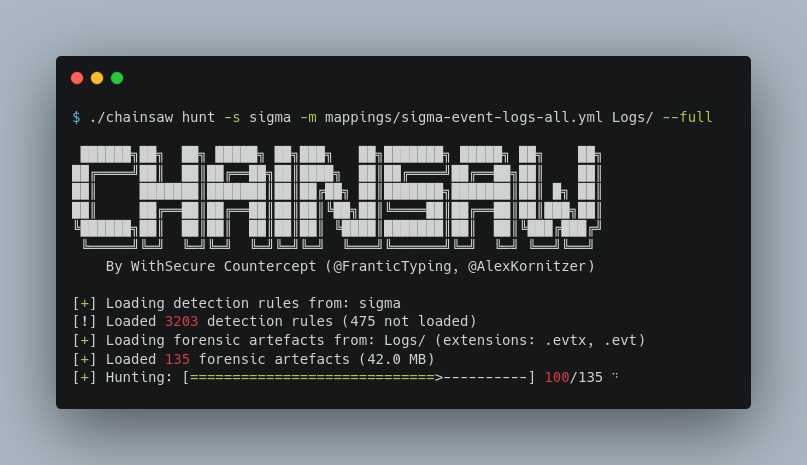 $ ./chainsaw hunt -s sigma -m mappings/sigma-event-logs-all.yml Logs/ --full
CHAINSAW
By WithSecure Countercept (@FranticTyping, @AlexKornitzer)
[+] Loading detection rules from: sigma
[!] Loaded 3203 detection rules (475 not loaded)
[+] Loading forensic artefacts from: Logs/ (extensions: .evtx, .evt)
[+] Loaded 135 forensic artefacts (42.0 MB)
[+] Hunting: [=============================>----------] 100/135